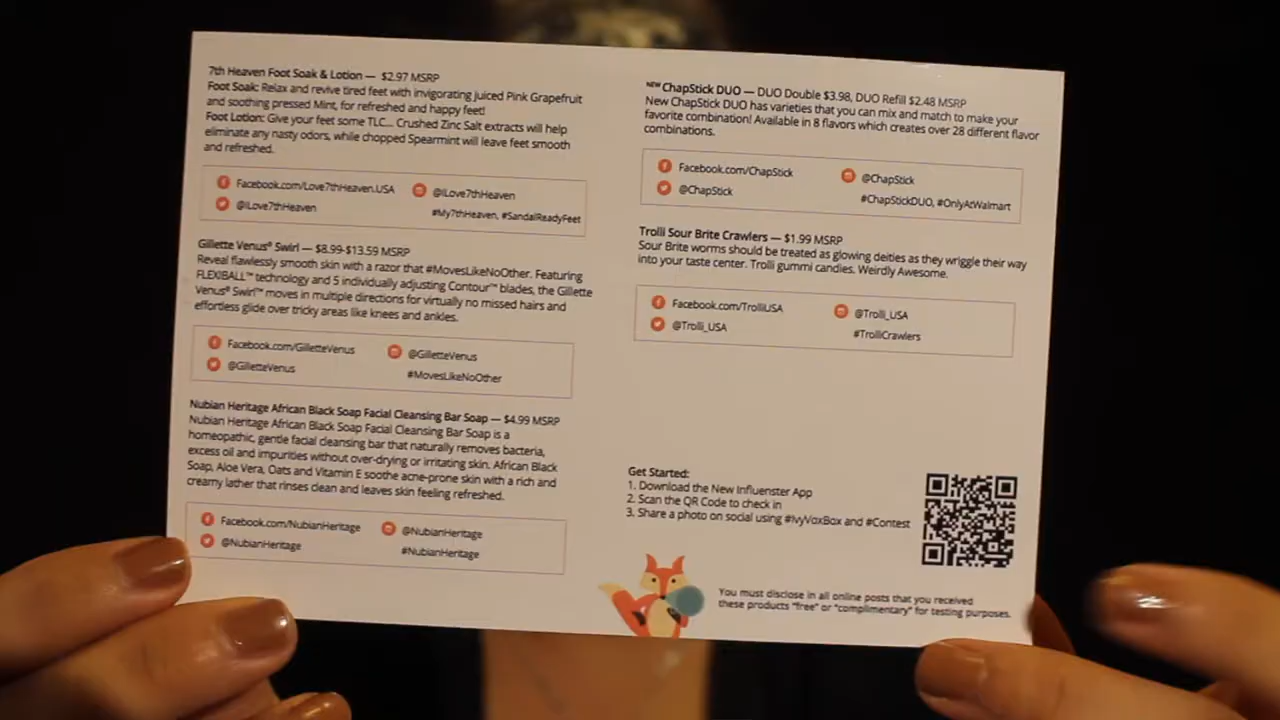 7th Heaven Foot Soak & Lotion — $2.97 MSRP
Foot Soak: Relax and revive tired feet with invigorating Juiced Pink Grapefruit
and soothing pressed Mint, for refreshed and happy feet!
Foot Lotion: Give your feet some TLC... Crushed Zinc Salt extracts will help
eliminate any nasty odors, while chopped Spearmint will leave feet smooth
and refreshed.
Facebook.com/Love7thHeaven.USA
@iLove7thHeaven
@iLove7thHeaven
#My7thHeaven, #SandalReadyFeet
Gillette Venus® Swirl — $8.99-$13.59 MSRP
Reveal flawlessly smooth skin with a razor that #MovesLikeNoOther. Featuring
FLEXIBALL™ technology and 5 individually adjusting Contour™ blades, the Gillette
Venus® Swirl™ moves in multiple directions for virtually no missed hairs and
effortless glide over tricky areas like knees and ankles.
Facebook.com/GilletteVenus
@GilletteVenus
@GilletteVenus
#MovesLikeNoOther
Nubian Heritage African Black Soap Facial Cleansing Bar Soap — $4.99 MSRP
Nubian Heritage African Black Soap Facial Cleansing Bar Soap is a
homeopathic, gentle facial cleansing bar that naturally removes bacteria,
excess oil and impurities without over-drying or irritating skin. African Black
Soap, Aloe Vera, Oats and Vitamin E soothe acne-prone skin with a rich and
creamy lather that rinses clean and leaves skin feeling refreshed.
Facebook.com/NubianHeritage
@NubianHeritage
@NubianHeritage
#NubianHeritage
NEW ChapStick DUO — DUO Double $3.98, DUO Refill $2.48 MSRP
New ChapStick DUO has varieties that you can mix and match to make your
favorite combination! Available in 8 flavors which creates over 28 different flavor
combinations.
Facebook.com/ChapStick
@ChapStick
@ChapStick
#ChapStickDUO, #OnlyAtWalmart
Trolli Sour Brite Crawlers — $1.99 MSRP
Sour Brite worms should be treated as glowing deities as they wriggle their way
into your taste center. Trolli gummi candies. Weirdly Awesome.
Facebook.com/TrolliUSA
@Trolli_USA
@Trolli_USA
#TrolliCrawlers
Get Started:
1. Download the New Influenster App
2. Scan the QR Code to check in
3. Share a photo on social using #IvyVoxBox and #Contest
You must disclose in all online posts that you received
these products "free" or "complimentary" for testing purposes.